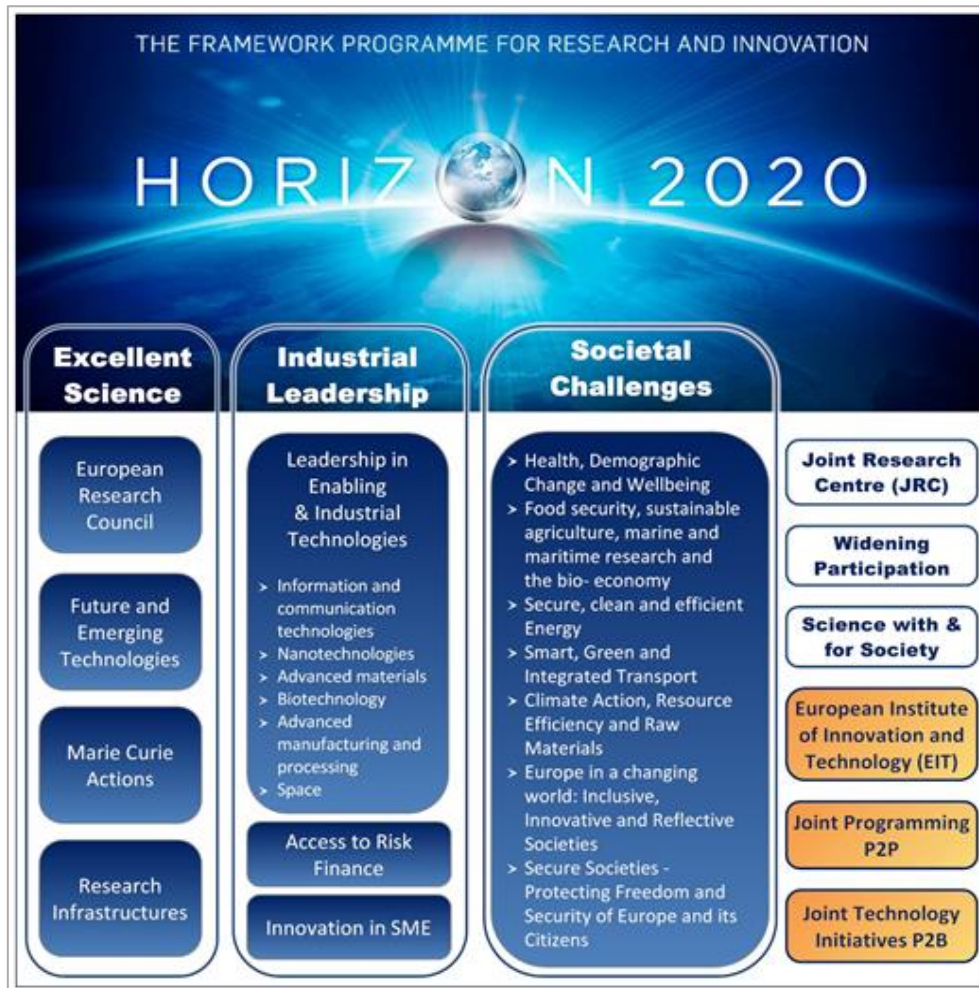 THE FRAMEWORK PROGRAMME FOR RESEARCH AND INNOVATION
HORIZON 2020
Excellent
Science
European
Research
Council
Future and
Emerging
Technologies
Marie Curie
Actions
Research
Infrastructures
Industrial
Leadership
Leadership in
Enabling
& Industrial
Technologies
➤ Information and
communication
technologies
➤ Nanotechnologies
➤ Advanced materials
➤ Biotechnology
➤ Advanced
manufacturing and
processing
➤ Space
Access to Risk
Finance
Innovation in SME
Societal
Challenges
➤ Health, Demographic
Change and Wellbeing
➤ Food security, sustainable
agriculture, marine and
maritime research and
the bio- economy
➤ Secure, clean and efficient
Energy
➤ Smart, Green and
Integrated Transport
➤ Climate Action, Resource
Efficiency and Raw
Materials
➤ Europe in a changing
world: Inclusive,
Innovative and Reflective
Societies
➤ Secure Societies -
Protecting Freedom and
Security of Europe and its
Citizens
Joint Research
Centre (JRC)
Widening
Participation
Science with &
for Society
European Institute
of Innovation and
Technology (EIT)
Joint Programming
P2P
Joint Technology
Initiatives P2B